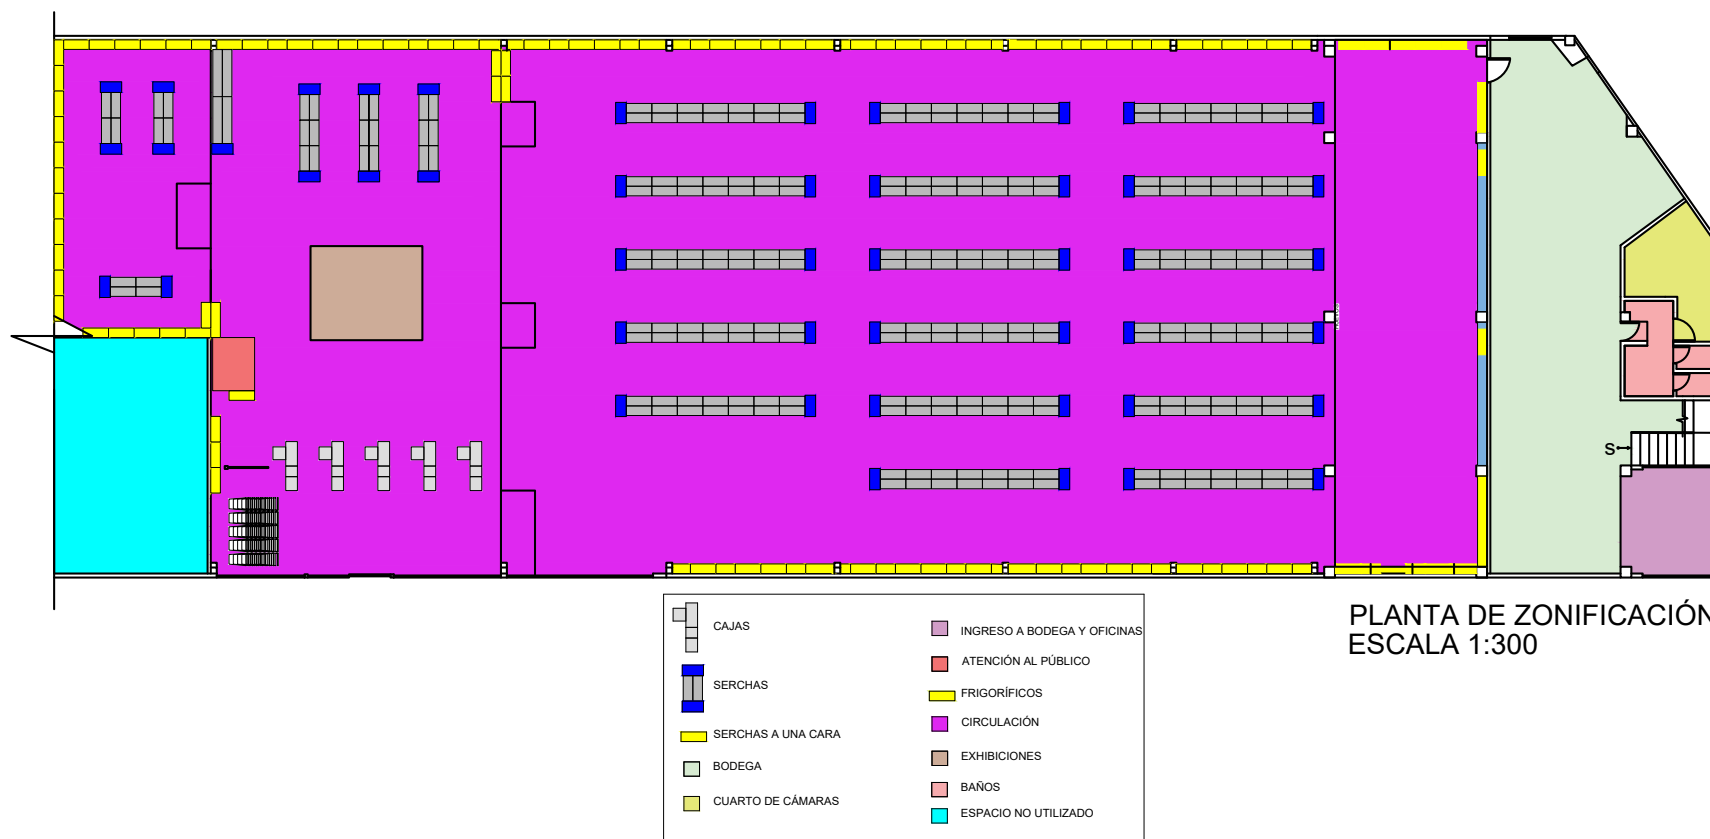 S
PLANTA DE ZONIFICACIÓN
ESCALA 1:300
CAJAS
SERCHAS
SERCHAS A UNA CARA
BODEGA
CUARTO DE CÁMARAS
INGRESO A BODEGA Y OFICINAS
ATENCIÓN AL PÚBLICO
FRIGORÍFICOS
CIRCULACIÓN
EXHIBICIONES
BAÑOS
ESPACIO NO UTILIZADO